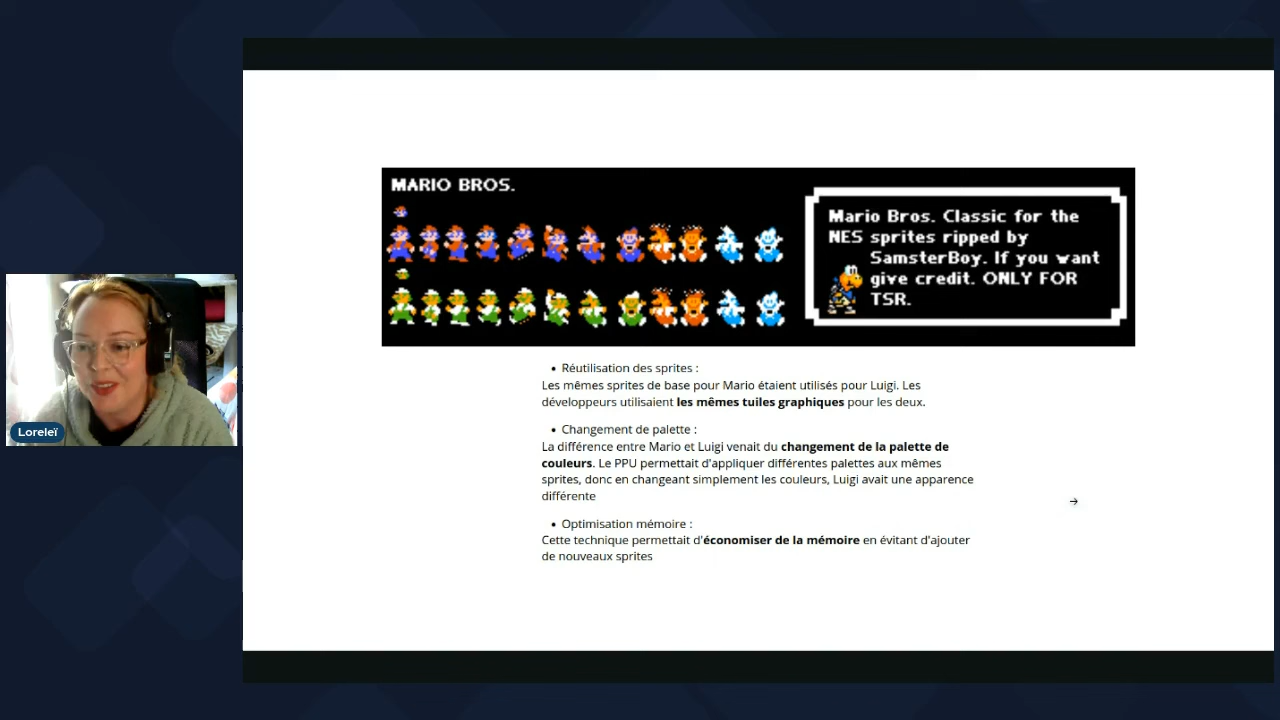 MARIO BROS.
Mario Bros. Classic for the
NES sprites ripped by
SamsterBoy. If you want
give credit. ONLY FOR
TSR.
• Réutilisation des sprites :
Les mêmes sprites de base pour Mario étaient utilisés pour Luigi. Les
développeurs utilisaient les mêmes tuiles graphiques pour les deux.
• Changement de palette :
La différence entre Mario et Luigi venait du changement de la palette de
couleurs. Le PPU permettait d'appliquer différentes palettes aux mêmes
sprites, donc en changeant simplement les couleurs, Luigi avait une apparence
différente
• Optimisation mémoire :
Cette technique permettait d'économiser de la mémoire en évitant d'ajouter
de nouveaux sprites
Loreleï